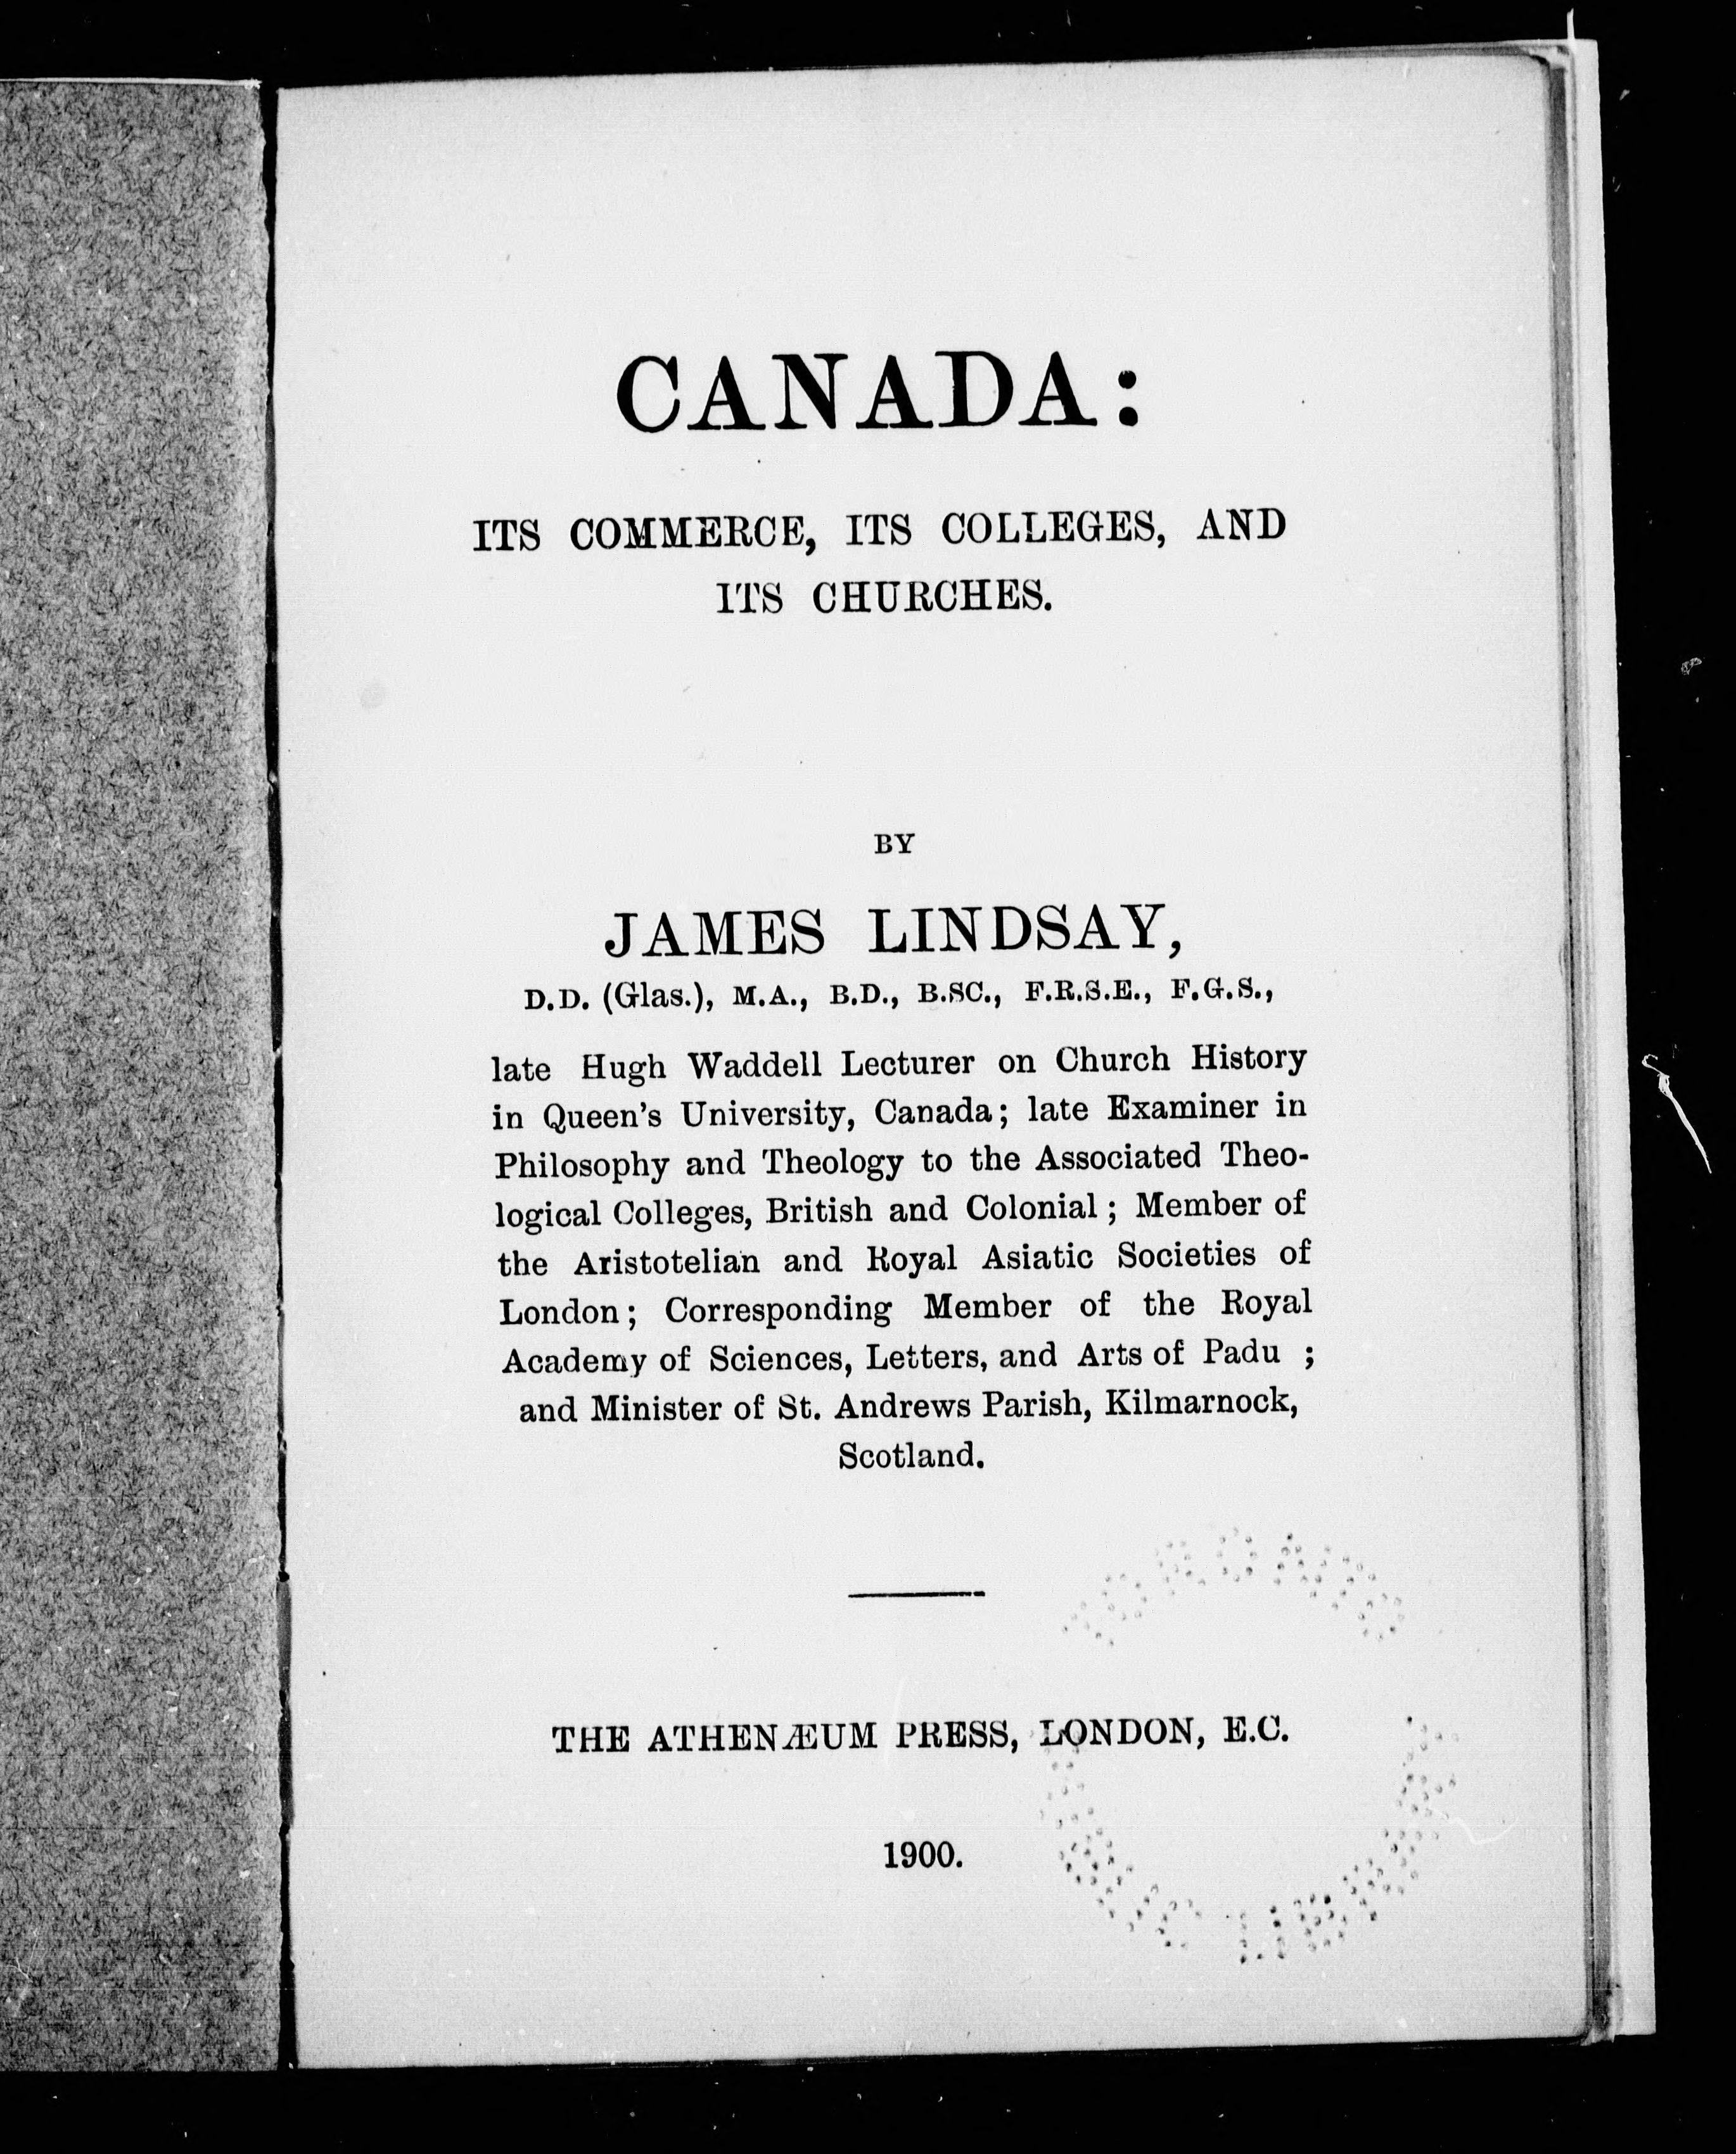 CANADA:
ITS COMMERCE, ITS COLLEGES, AND
ITS CHURCHES.
BY
JAMES LINDSAY,
D.D. (Glas.), M.A., B.D., B.SC., F.R.S.E., F.G.S.,
late Hugh Waddell Lecturer on Church History
in Queen's University, Canada; late Examiner in
Philosophy and Theology to the Associated Theo-
logical Colleges, British and Colonial; Member of
the Aristotelian and Royal Asiatic Societies of
London; Corresponding Member of the Royal
Academy of Sciences, Letters, and Arts of Padu ;
and Minister of St. Andrews Parish, Kilmarnock,
Scotland.
TORONTO
THE ATHENÆUM PRESS, LONDON, E.C.
1900.
PUBLIC LIBRARY